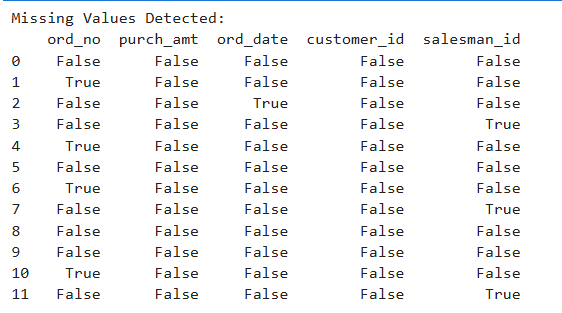 Missing Values Detected:
ord_no purch_amt ord_date customer_id salesman_id
0 False False False False False
1 True False False False False
2 False False True False False
3 False False False False True
4 True False False False False
5 False False False False False
6 True False False False False
7 False False False False True
8 False False False False False
9 False False False False False
10 True False False False False
11 False False False False True